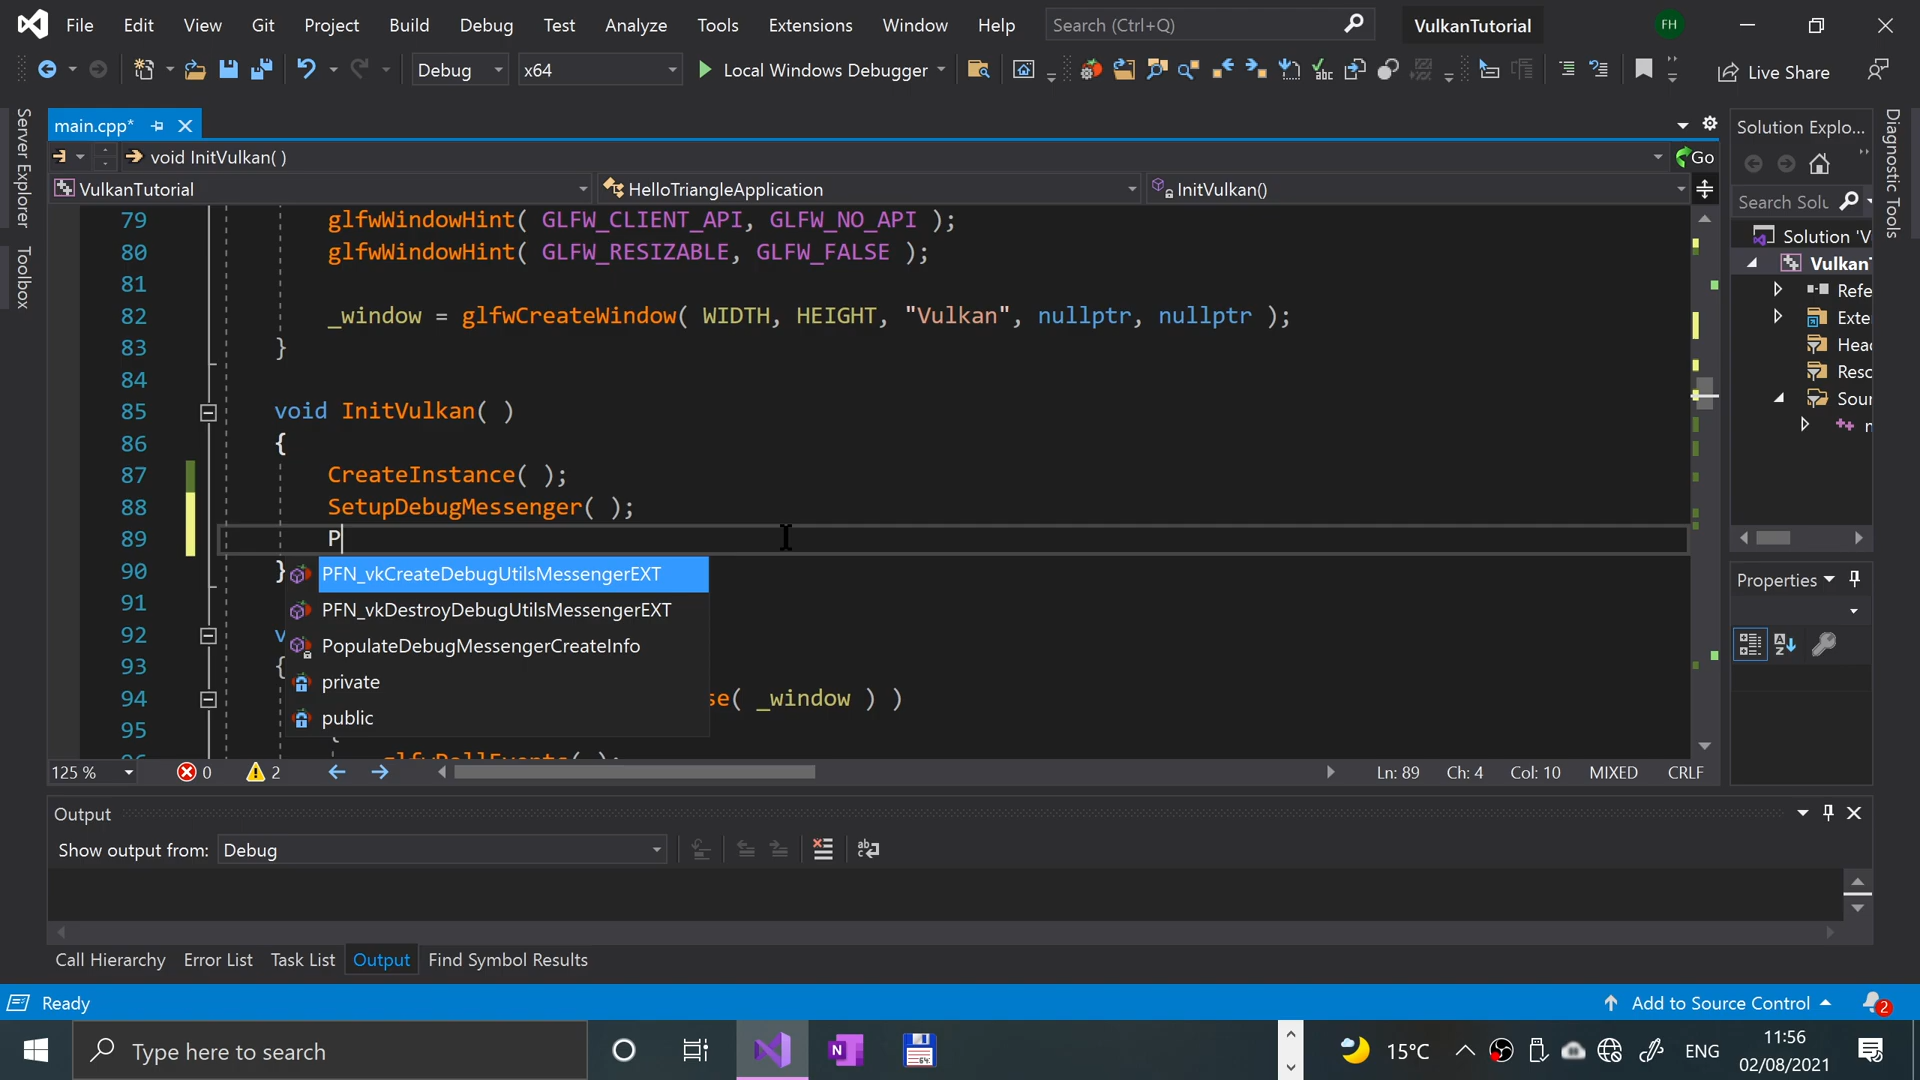 File Edit View Git Project Build Debug Test Analyze Tools Extensions Window Help Search (Ctrl+Q) VulkanTutorial FH
Debug x64 Local Windows Debugger Live Share
main.cpp*
void InitVulkan( ) Go
VulkanTutorial HelloTriangleApplication InitVulkan()
79 glfwWindowHint( GLFW_CLIENT_API, GLFW_NO_API );
80 glfwWindowHint( GLFW_RESIZABLE, GLFW_FALSE );
81
82 _window = glfwCreateWindow( WIDTH, HEIGHT, "Vulkan", nullptr, nullptr );
83 }
84
85 void InitVulkan( )
86 {
87 CreateInstance( );
88 SetupDebugMessenger( );
89 P
90 }
91
92 v
93 {
94 se( _window ) )
95 {
PFN_vkCreateDebugUtilsMessengerEXT
PFN_vkDestroyDebugUtilsMessengerEXT
PopulateDebugMessengerCreateInfo
private
public
96 glfwPollEvents( );
125 % 0 2 Ln: 89 Ch: 4 Col: 10 MIXED CRLF
Server Explorer
Toolbox
Solution Explo...
Search Solu
Solution 'V
VulkanT
Refe
Exte
Head
Reso
Sour
Properties
Diagnostic Tools
Output
Show output from: Debug
Call Hierarchy Error List Task List Output Find Symbol Results
Ready Add to Source Control 2
Type here to search 15°C ENG 11:56
02/08/2021